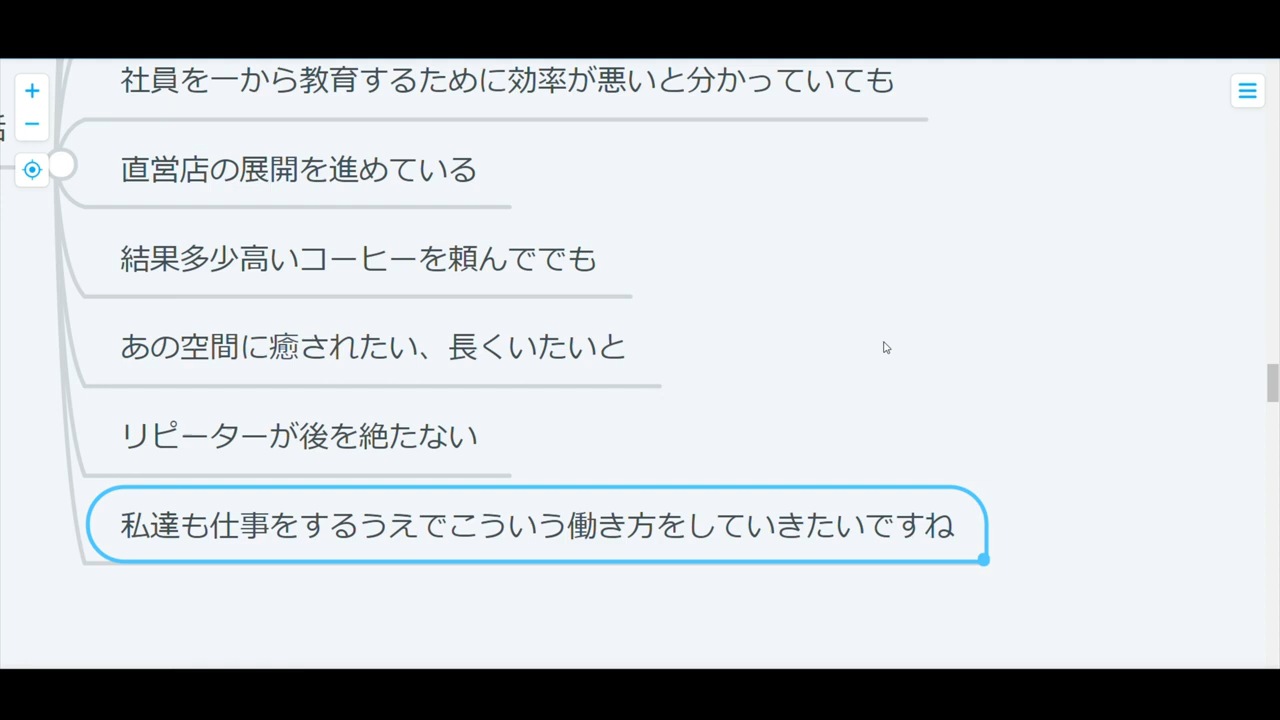 社員を一から教育するために効率が悪いと分かっていても
直営店の展開を進めている
結果多少高いコーヒーを頼んででも
あの空間に癒されたい、長くいたいと
リピーターが後を絶たない
私達も仕事をするうえでこういう働き方をしていきたいですね